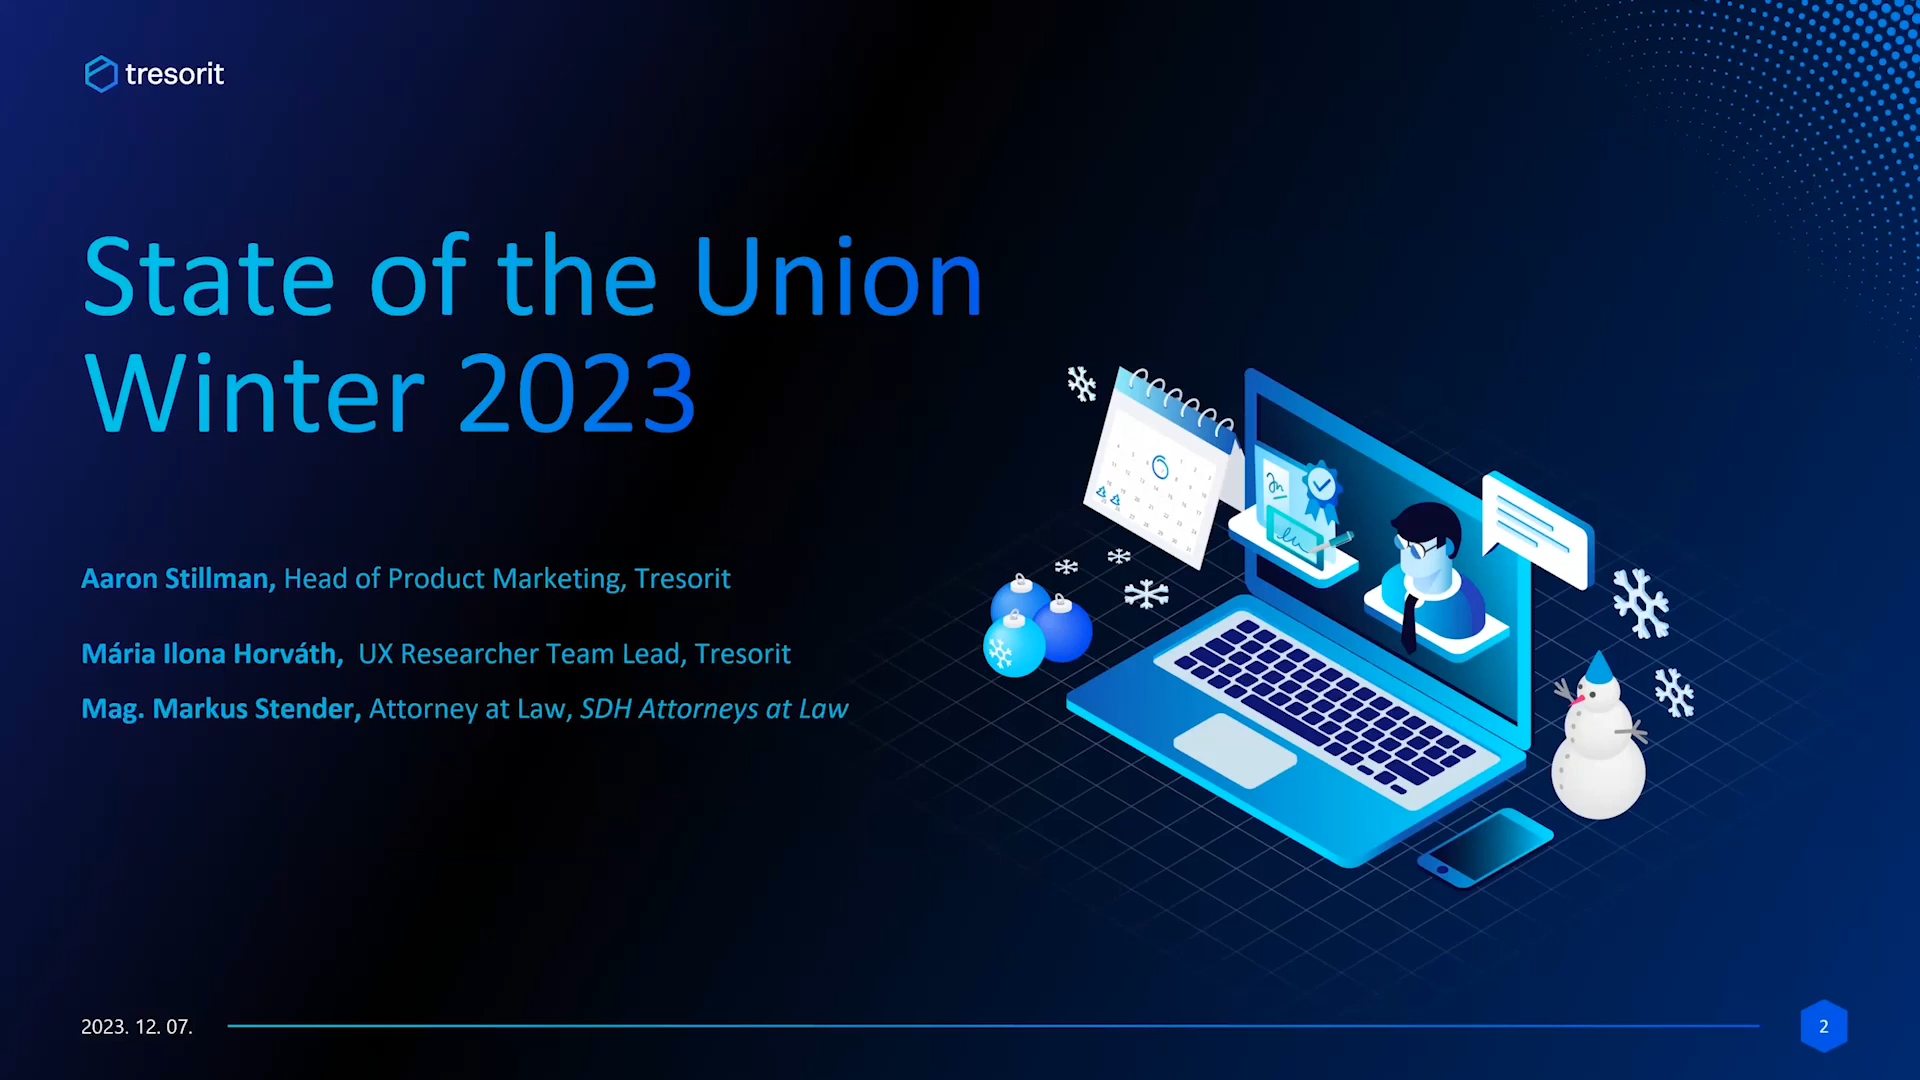 tresorit
State of the Union
Winter 2023
Aaron Stillman, Head of Product Marketing, Tresorit
Mária Ilona Horváth, UX Researcher Team Lead, Tresorit
Mag. Markus Stender, Attorney at Law, SDH Attorneys at Law
2023. 12. 07.
2